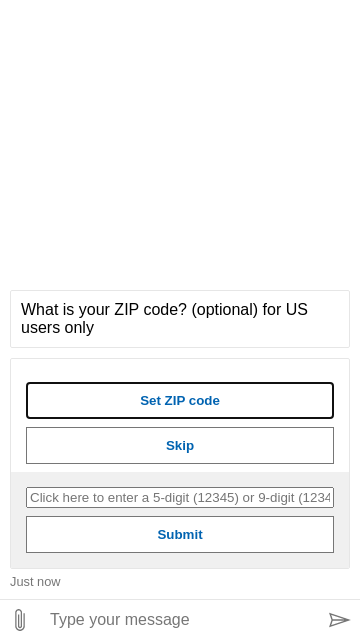 What is your ZIP code? (optional) for US
users only
Set ZIP code
Skip
Click here to enter a 5-digit (12345) or 9-digit (1234
Submit
Just now
Type your message